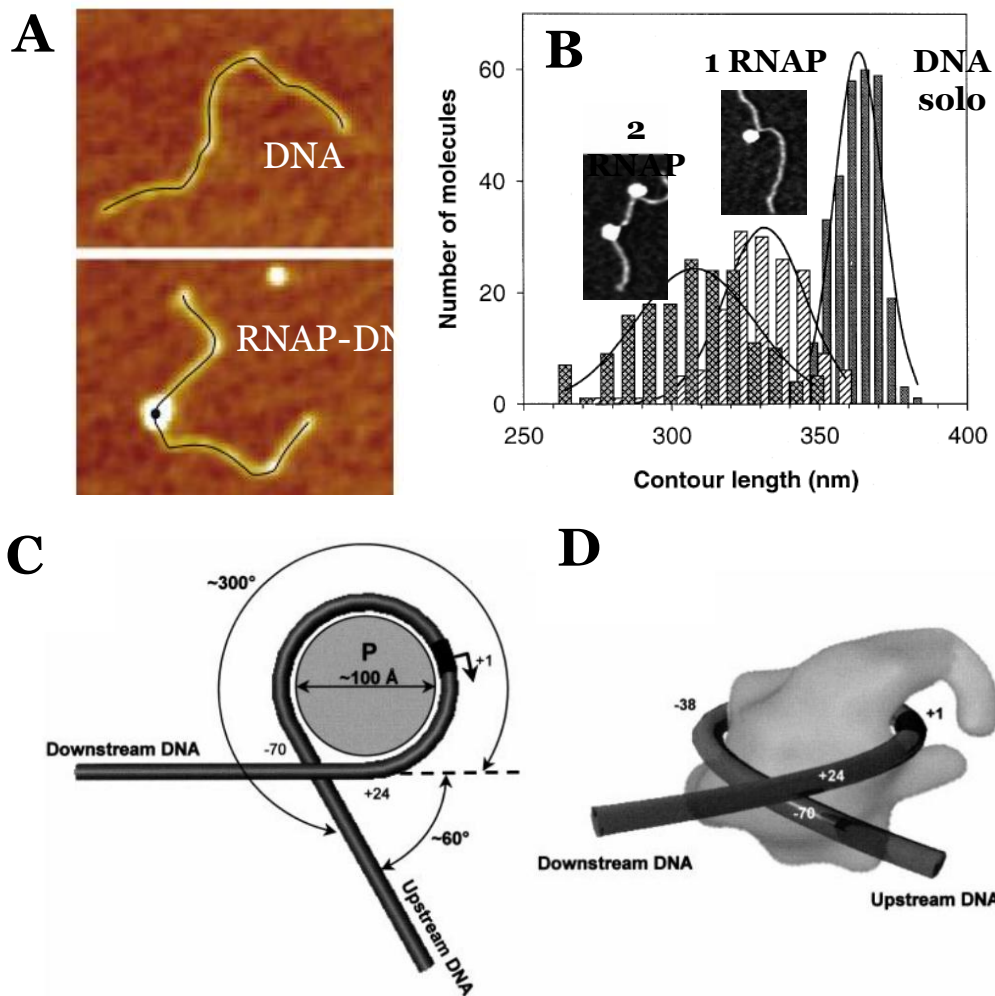 A
DNA
RNAP-DN
B
Number of molecules
60
40
20
0
2
RNAP
1 RNAP
DNA
solo
250
300
350
400
Contour length (nm)
C
~300°
P
~100 Å
+1
-70
Downstream DNA
+24
~60°
Upstream DNA
D
-38
+1
+24
-70
Downstream DNA
Upstream DNA